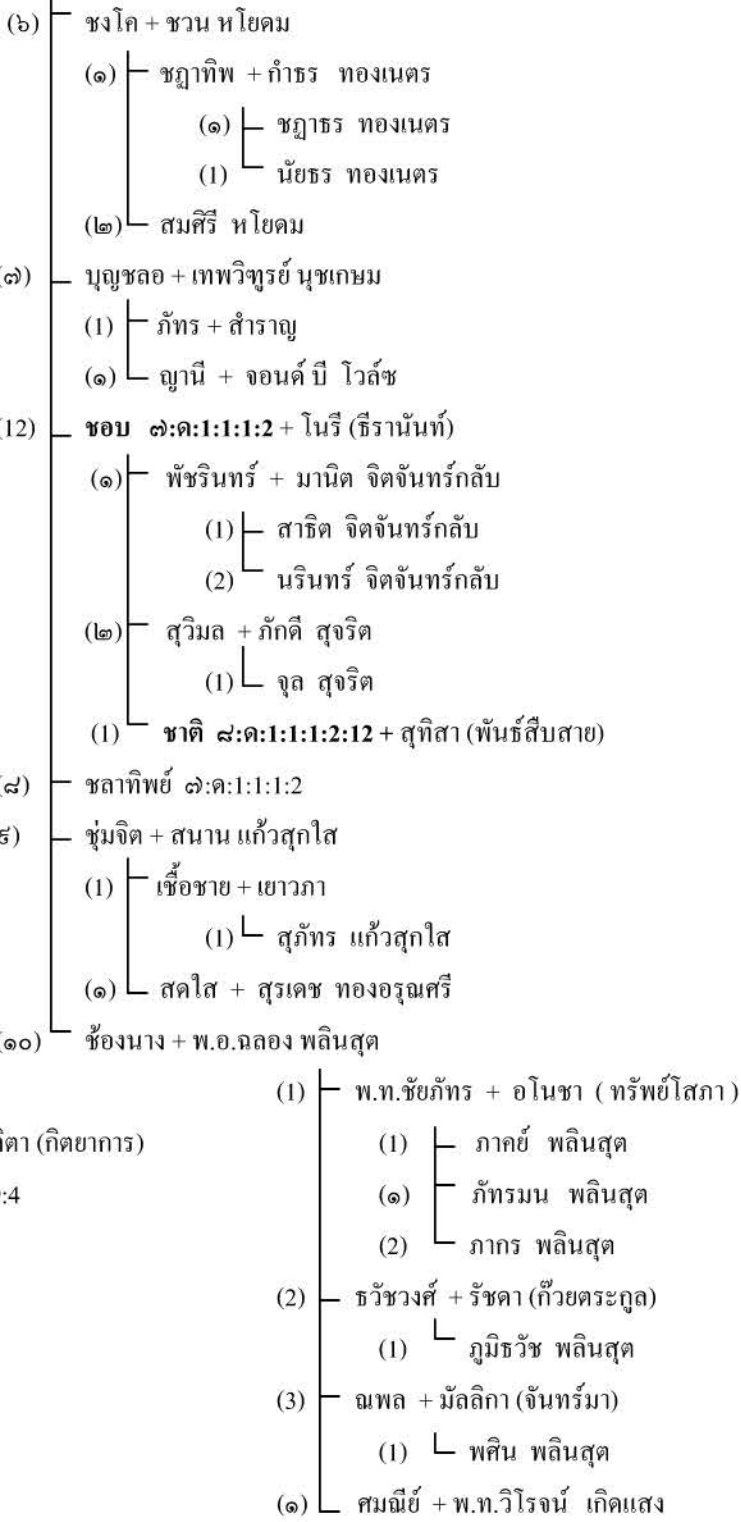 (๖) ชงโค + ชวน หโยดม
(๑) ชฎาทิพ + กำธร ทองเนตร
(๑) ชฎาธร ทองเนตร
(1) นัยธร ทองเนตร
(๒) สมศิรี หโยดม
(๗) บุญชลอ + เทพวิฑูรย์ นุชเกษม
(1) ภัทร + สำราญ
(๑) ญานี + จอนด์ บี โวล์ซ
(12) ชอบ ๗:ด:1:1:1:2 + โนรี (ธีรานันท์)
(๑) พัชรินทร์ + มานิต จิตจันทร์กลับ
(1) สาธิต จิตจันทร์กลับ
(2) นรินทร์ จิตจันทร์กลับ
(๒) สุวิมล + ภักดี สุจริต
(1) จุล สุจริต
(1) ชาติ ๘:ด:1:1:1:2:12 + สุทิสา (พันธ์สืบสาย)
(๘) ชลาทิพย์ ๗:ด:1:1:1:2
๙) ชุ่มจิต + สนาน แก้วสุกใส
(1) เชื้อชาย + เยาวภา
(1) สุภัทร แก้วสุกใส
(๑) สดใส + สุรเดช ทองอรุณศรี
(๑๐) ช้องนาง + พ.อ.ฉลอง พลินสุต
(1) พ.ท.ชัยภัทร + อโนชา ( ทรัพย์โสภา )
(กิตยาการ) (1) ภาคย์ พลินสุต
:4 (๑) ภัทรมน พลินสุต
(2) ภากร พลินสุต
(2) ธวัชวงศ์ + รัชดา (ก๊วยตระกูล)
(1) ภูมิธวัช พลินสุต
(3) ณพล + มัลลิกา (จันทร์มา)
(1) พศิน พลินสุต
(๑) ศมณีย์ + พ.ท.วิโรจน์ เกิดแสง